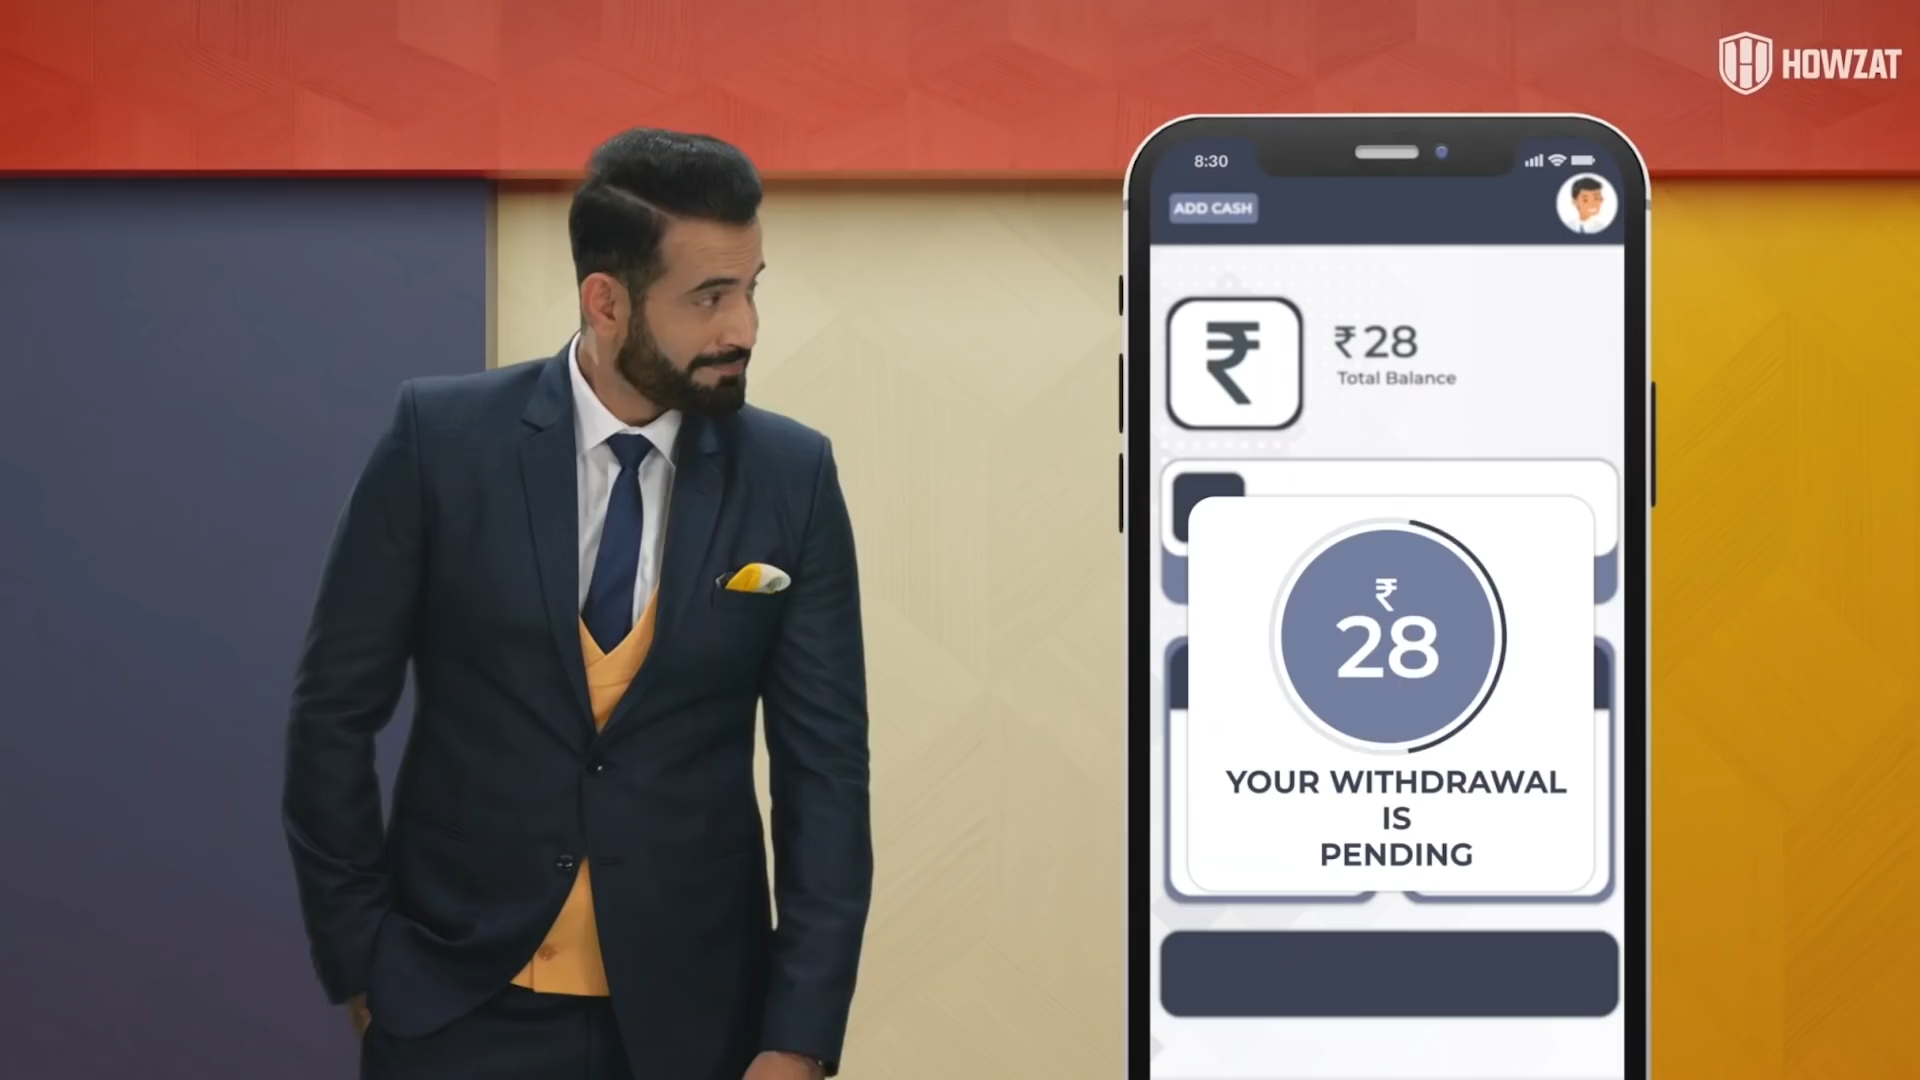 HOWZAT
8:30
ADD CASH
₹
₹28
Total Balance
₹
28
YOUR WITHDRAWAL
IS
PENDING